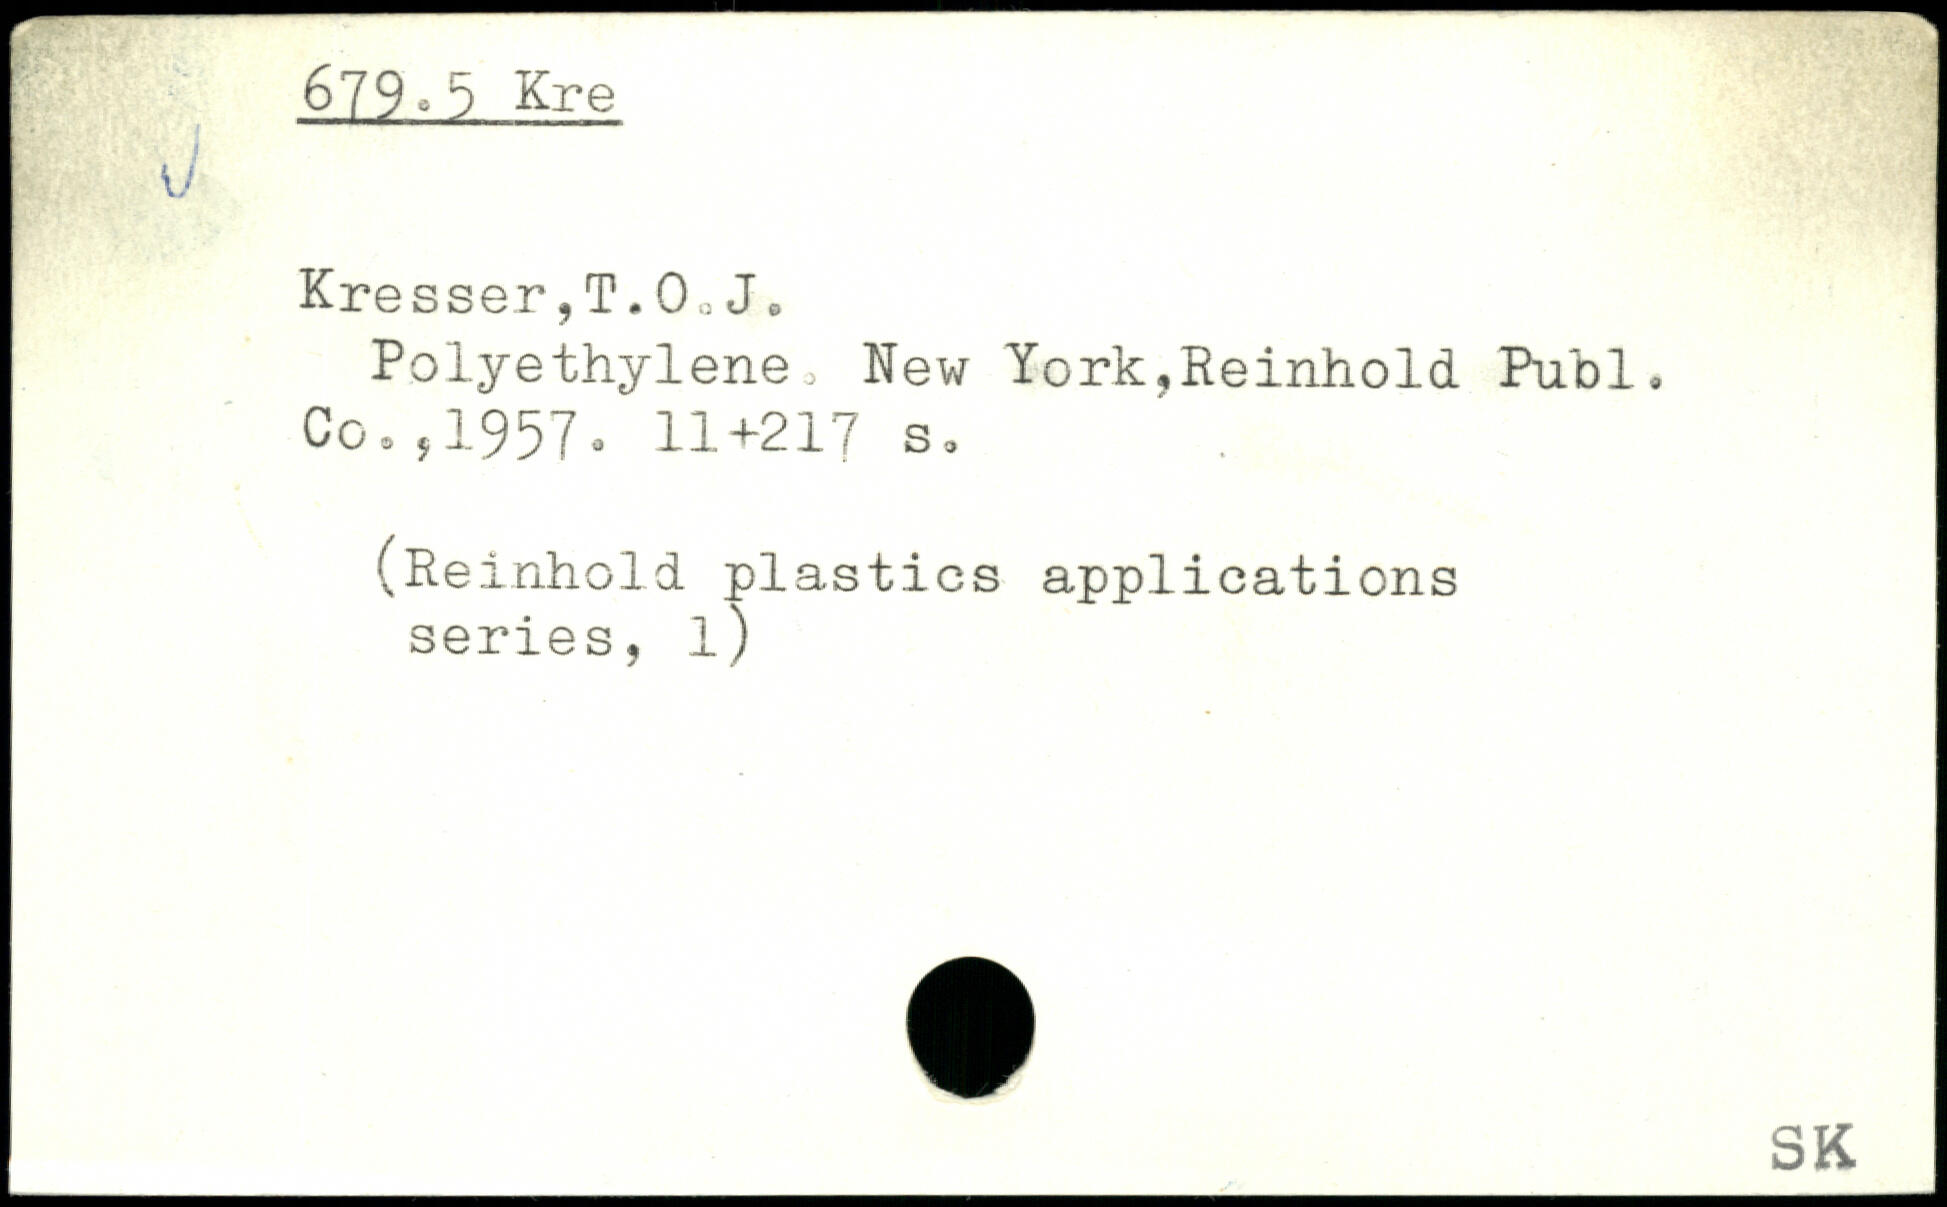 679.5 Kre
Kresser,T.O.J.
Polyethylene. New York,Reinhold Publ.
Co.,1957. 11+217 s.
(Reinhold plastics applications
series, 1)
SK